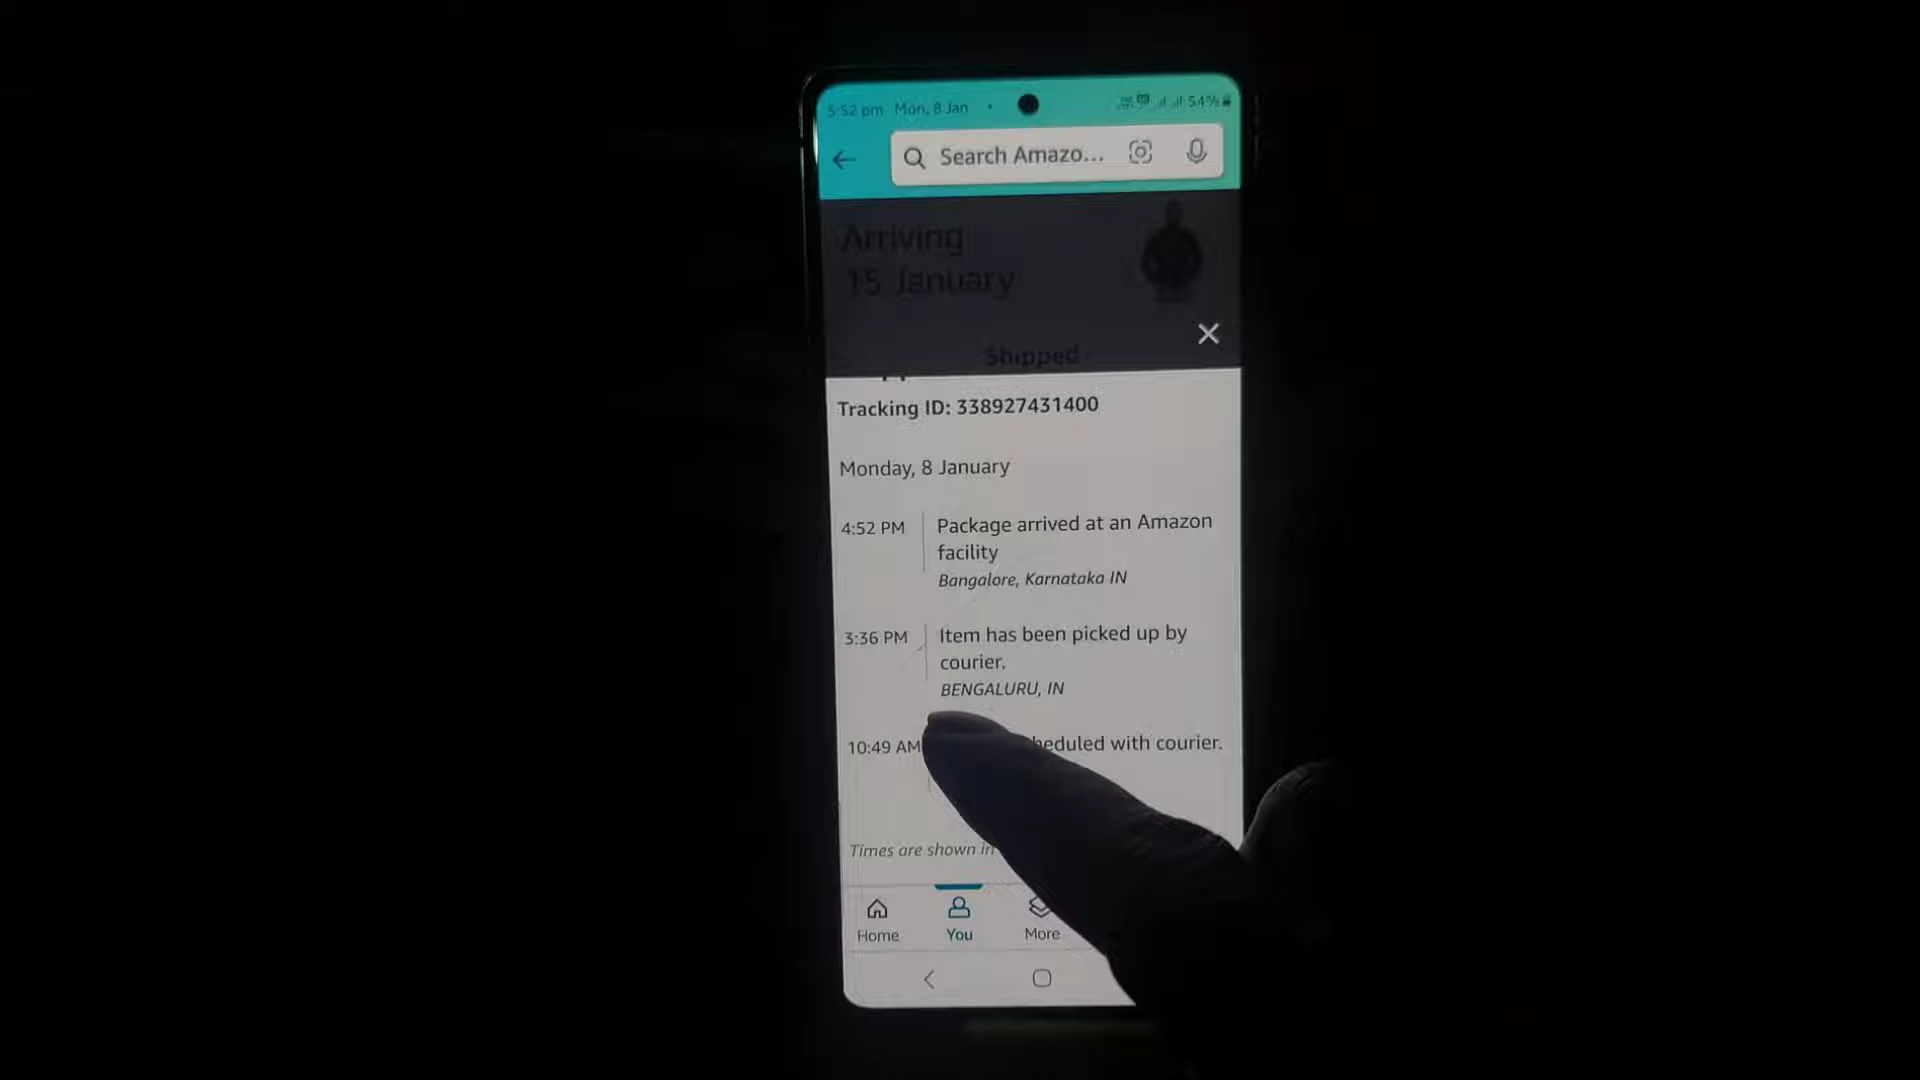 5:52 pm Mon, 8 Jan
54%
Search Amazo...
Arriving
15 January
Shipped
Tracking ID: 338927431400
Monday, 8 January
4:52 PM
Package arrived at an Amazon
facility
Bangalore, Karnataka IN
3:36 PM
Item has been picked up by
courier.
BENGALURU, IN
10:49 AM
heduled with courier.
Times are shown in
Home
You
More